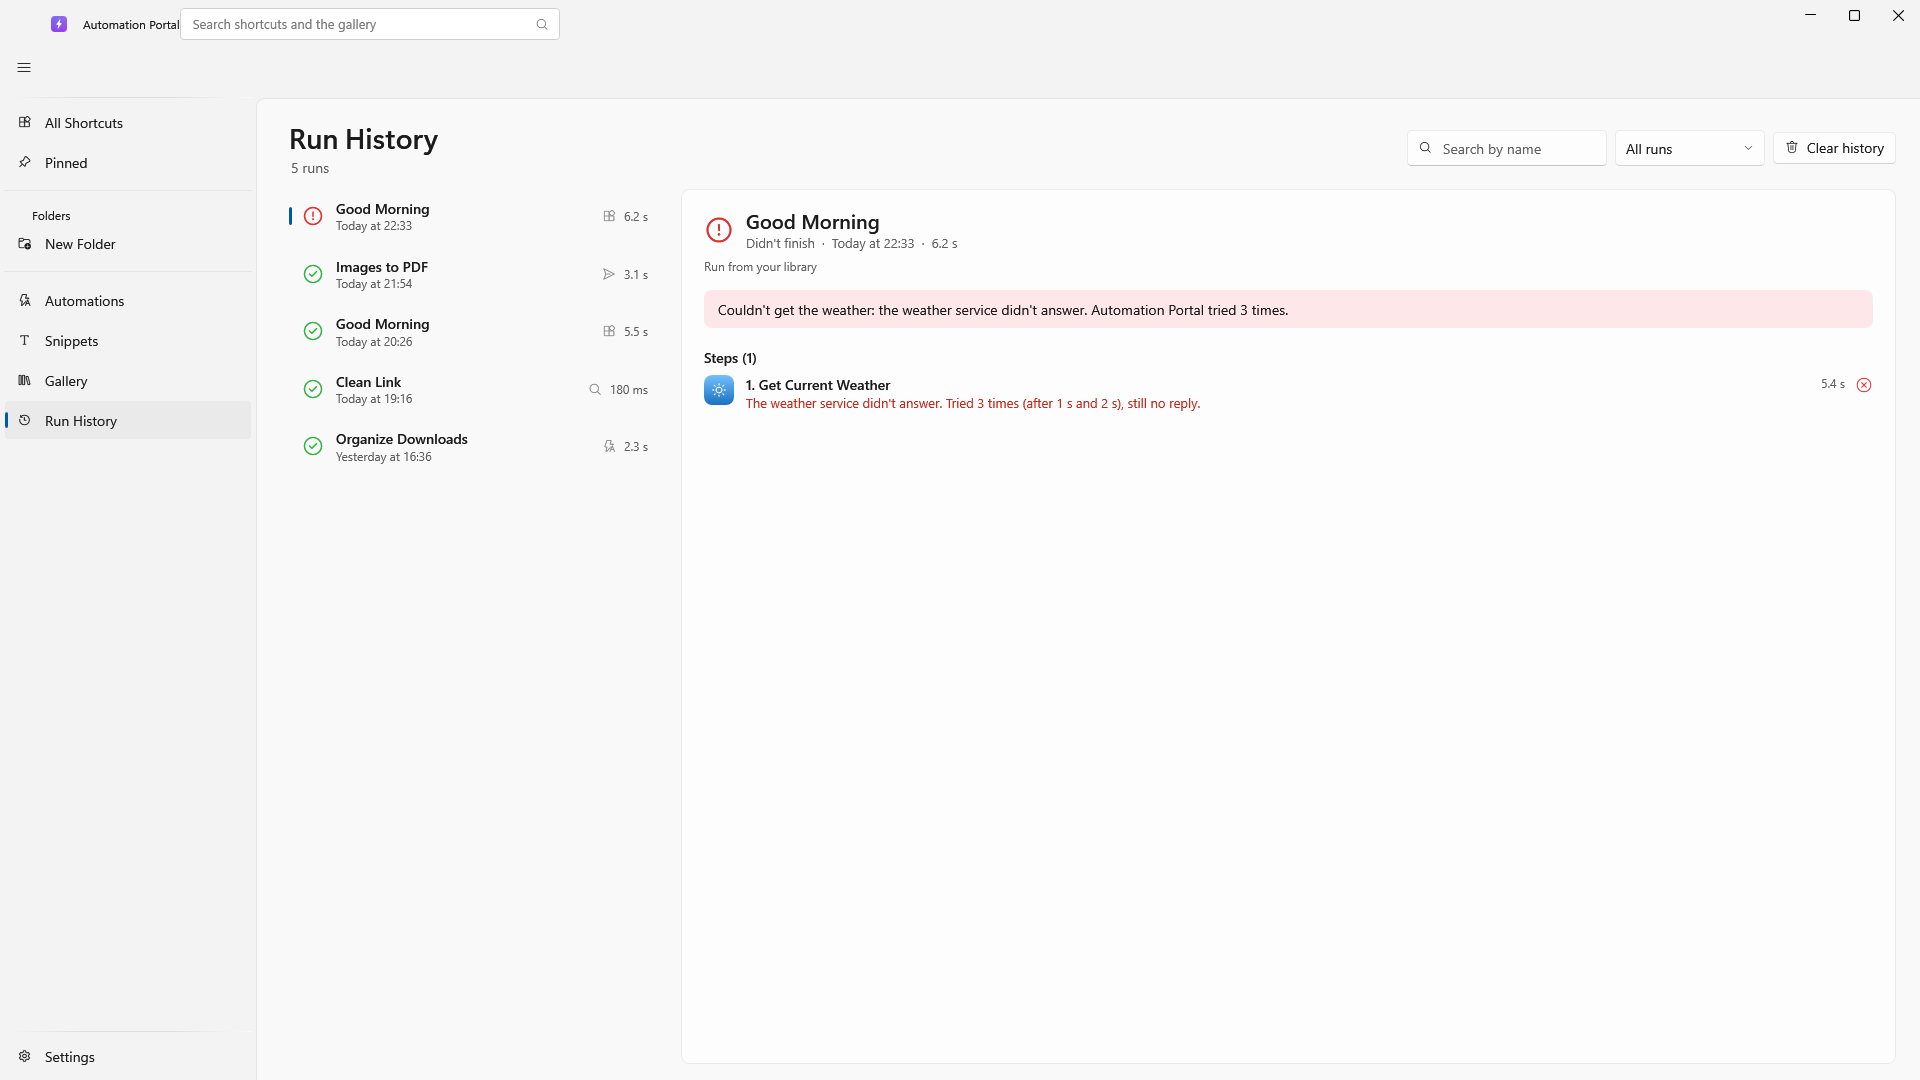 Automation Portal
Search shortcuts and the gallery
All Shortcuts
Pinned
Folders
New Folder
Automations
Snippets
Gallery
Run History
Settings
Run History
5 runs
Search by name
All runs
Clear history
Good Morning
Today at 22:33
6.2 s
Images to PDF
Today at 21:54
3.1 s
Good Morning
Today at 20:26
5.5 s
Clean Link
Today at 19:16
180 ms
Organize Downloads
Yesterday at 16:36
2.3 s
Good Morning
Didn't finish · Today at 22:33 · 6.2 s
Run from your library
Couldn't get the weather: the weather service didn't answer. Automation Portal tried 3 times.
Steps (1)
1. Get Current Weather
5.4 s
The weather service didn't answer. Tried 3 times (after 1 s and 2 s), still no reply.